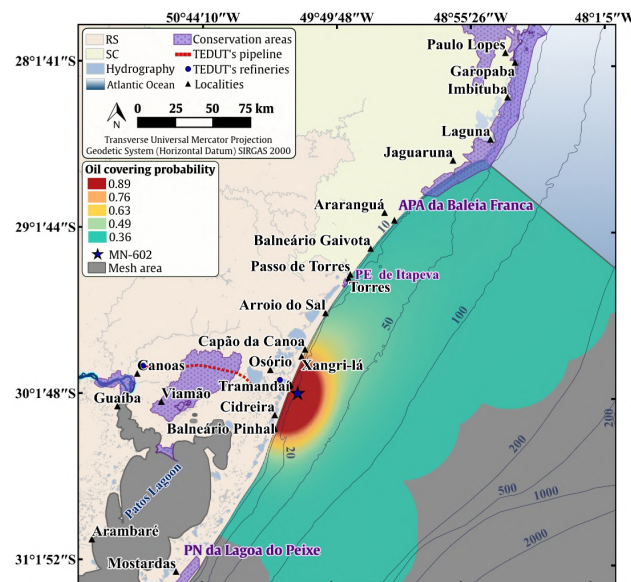 50°44'10"
49°49'48"
48°55'26"
48°1'15"
28°1'41"
29°1'44"
30°1'48"
31°1'52"
RS
SC
Hydrography
Atlantic Ocean
Conservation areas
TEDUT's pipeline
TEDUT's refineries
Localities
N
0 25 50 75 km
Transverse Universal Mercator Projection
Geodetic System (Horizontal Datum) SIRGAS 2000
Oil covering probability
0.89
0.76
0.63
0.49
0.36
MN-602
Mesh area
Paulo Lopes
Garopaba
Imbituba
Laguna
Jaguaruna
APA da Baleia Franca
Araranguá
10
Balneário Gaivota
Passo de Torres
PE de Itapeva
Torres
50
100
Arroio do Sal
Capão da Canoa
Xangri-lá
Osório
Canoas
Tramandaí
Viamão
Guaíba
Cidreira
Balneário Pinhal
20
200
200
500
1000
2000
Patos Lagoon
Arambaré
PN da Lagoa do Peixe
Mostardas